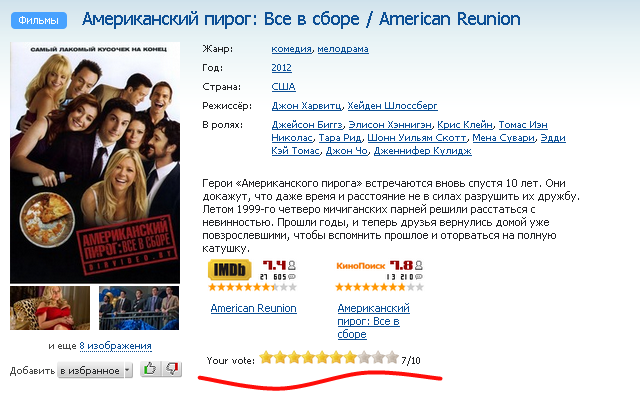 Фильмы
Американский пирог: Все в сборе / American Reunion
САМЫЙ ЛАКОМЫЙ КУСОЧЕК НА КОНЕЦ
АМЕРИКАНСКИЙ
ПИРОГ: ВСЕ В СБОРЕ
Жанр: комедия, мелодрама
Год: 2012
Страна: США
Режиссёр: Джон Харвитц, Хейден Шлоссберг
В ролях: Джейсон Биггз, Элисон Хэннигэн, Крис Клейн, Томас Иэн
Николас, Тара Рид, Шонн Уильям Скотт, Мена Сувари, Эдди
Кэй Томас, Джон Чо, Дженнифер Кулидж
Герои «Американского пирога» встречаются вновь спустя 10 лет. Они
докажут, что даже время и расстояние не в силах разрушить их дружбу.
Летом 1999-го четверо мичиганских парней решили расстаться с
невинностью. Прошли годы, и теперь друзья вернулись домой уже
повзрослевшими, чтобы вспомнить прошлое и оторваться на полную
катушку.
IMDb 7.4 КиноПоиск 7.8
27 605 13 210
American Reunion Американский
пирог: Все в
сборе
и еще 8 изображения
Your vote: 7/10
Добавить в избранное